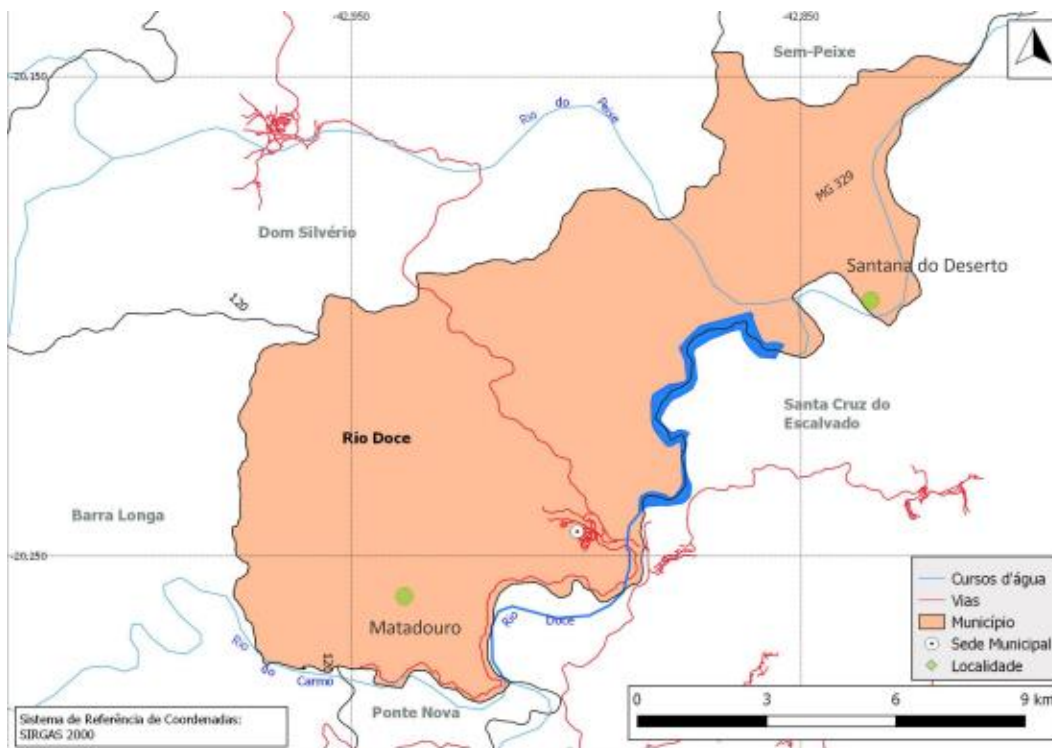 -42.950
-42.850
Sem-Peixe
-20.150
Rio do Peixe
MG 329
Dom Silvério
Santana do Deserto
120
Santa Cruz do
Escalvado
Rio Doce
Barra Longa
-20.250
Matadouro
Rio Doce
Rio do Carmo
120
Ponte Nova
Cursos d'água
Vias
Município
Sede Municipal
Localidade
0 3 6 9 km
Sistema de Referência de Coordenadas:
SIRGAS 2000